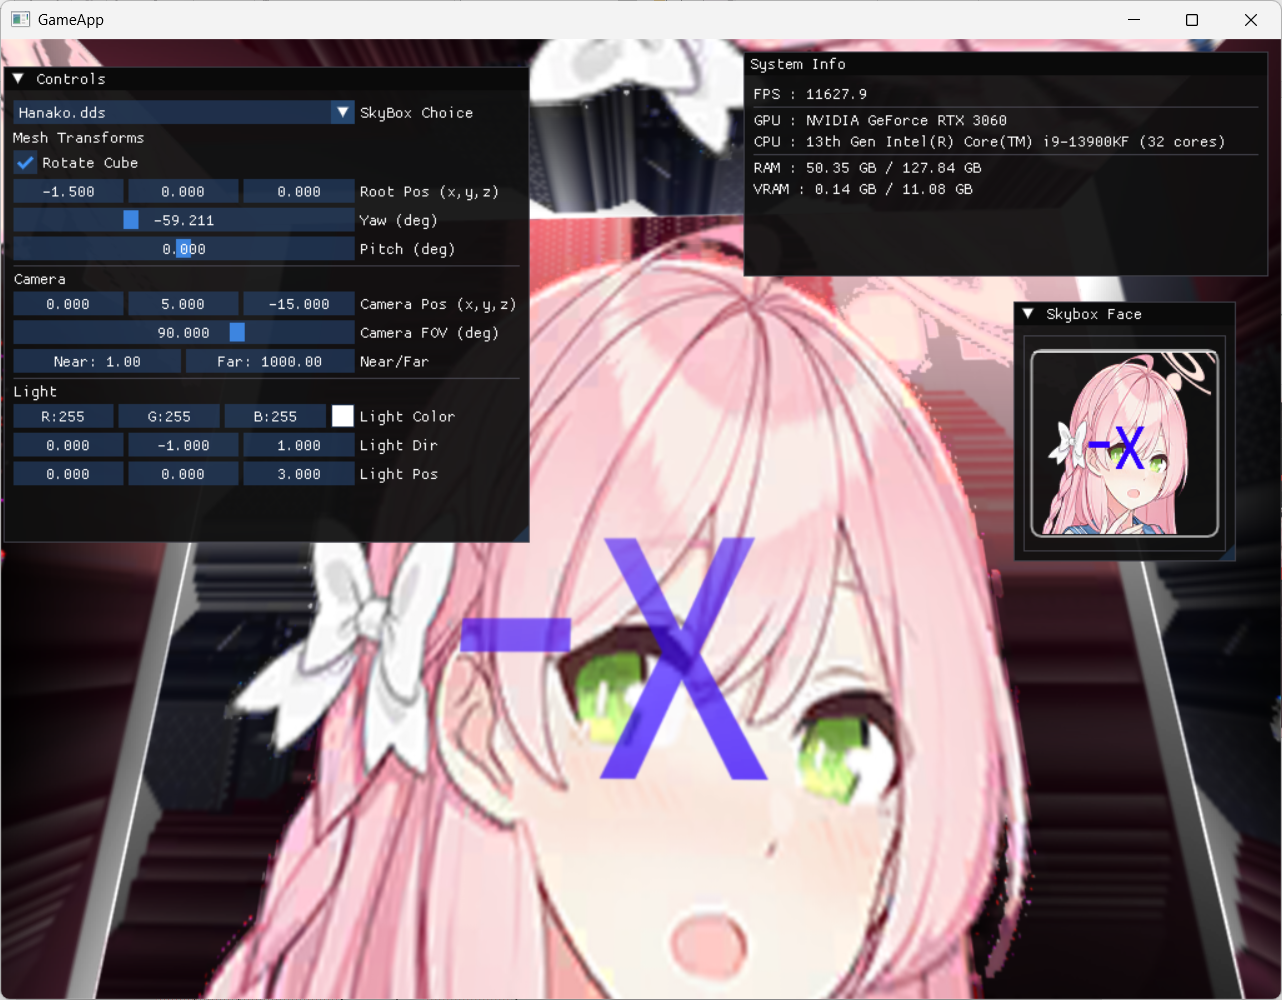 GameApp
Controls
Hanako.dds SkyBox Choice
Mesh Transforms
Rotate Cube
-1.500 0.000 0.000 Root Pos (x,y,z)
-59.211 Yaw (deg)
0.000 Pitch (deg)
Camera
0.000 5.000 -15.000 Camera Pos (x,y,z)
90.000 Camera FOV (deg)
Near: 1.00 Far: 1000.00 Near/Far
Light
R:255 G:255 B:255 Light Color
0.000 -1.000 1.000 Light Dir
0.000 0.000 3.000 Light Pos
System Info
FPS : 11627.9
GPU : NVIDIA GeForce RTX 3060
CPU : 13th Gen Intel(R) Core(TM) i9-13900KF (32 cores)
RAM : 50.35 GB / 127.84 GB
VRAM : 0.14 GB / 11.08 GB
Skybox Face
-X
-X